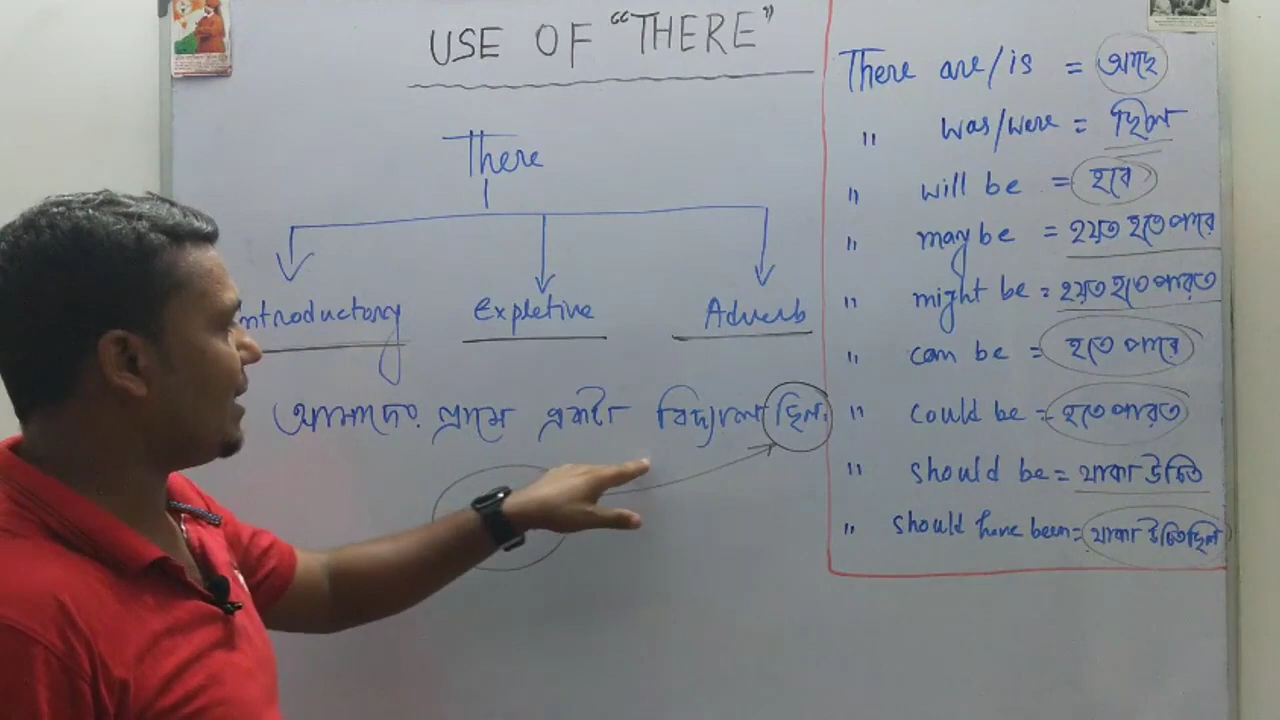 USE OF "THERE"
There
Introductory Expletive Adverb
আমাদের গ্রামে একটা বিদ্যালয় ছিল।
There are/is = আছে
" was/were = ছিল
" will be = হবে
" may be = হয়ত হতে পারে
" might be = হয়ত হতে পারত
" can be = হতে পারে
" could be = হতে পারত
" should be = থাকা উচিত
" should have been = থাকা উচিত ছিল